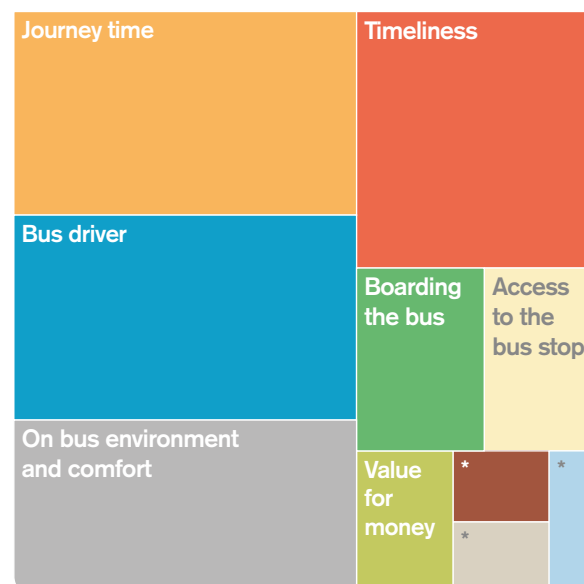 Journey time
Timeliness
Bus driver
Boarding
the bus
Access
to the
bus stop
On bus environment
and comfort
Value
for
money
*
*
*